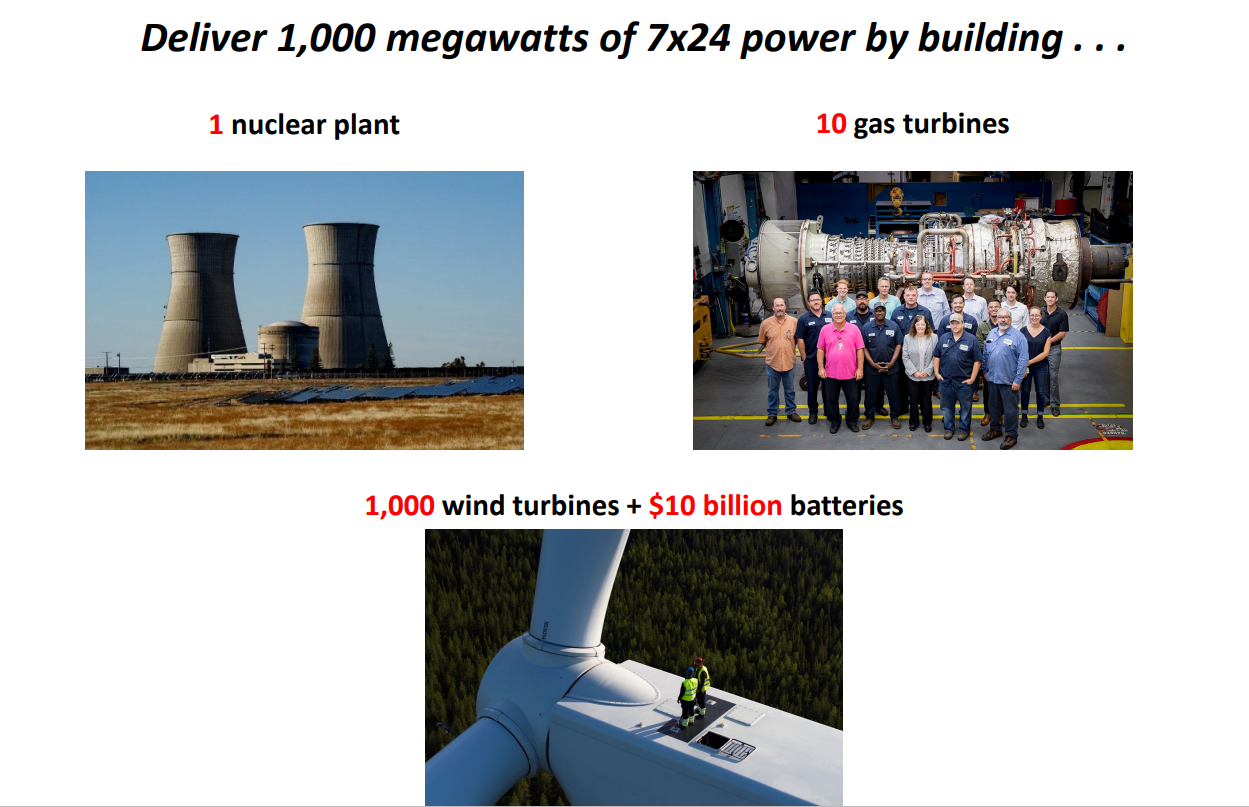 Deliver 1,000 megawatts of 7x24 power by building . . .
1 nuclear plant
10 gas turbines
1,000 wind turbines + $10 billion batteries